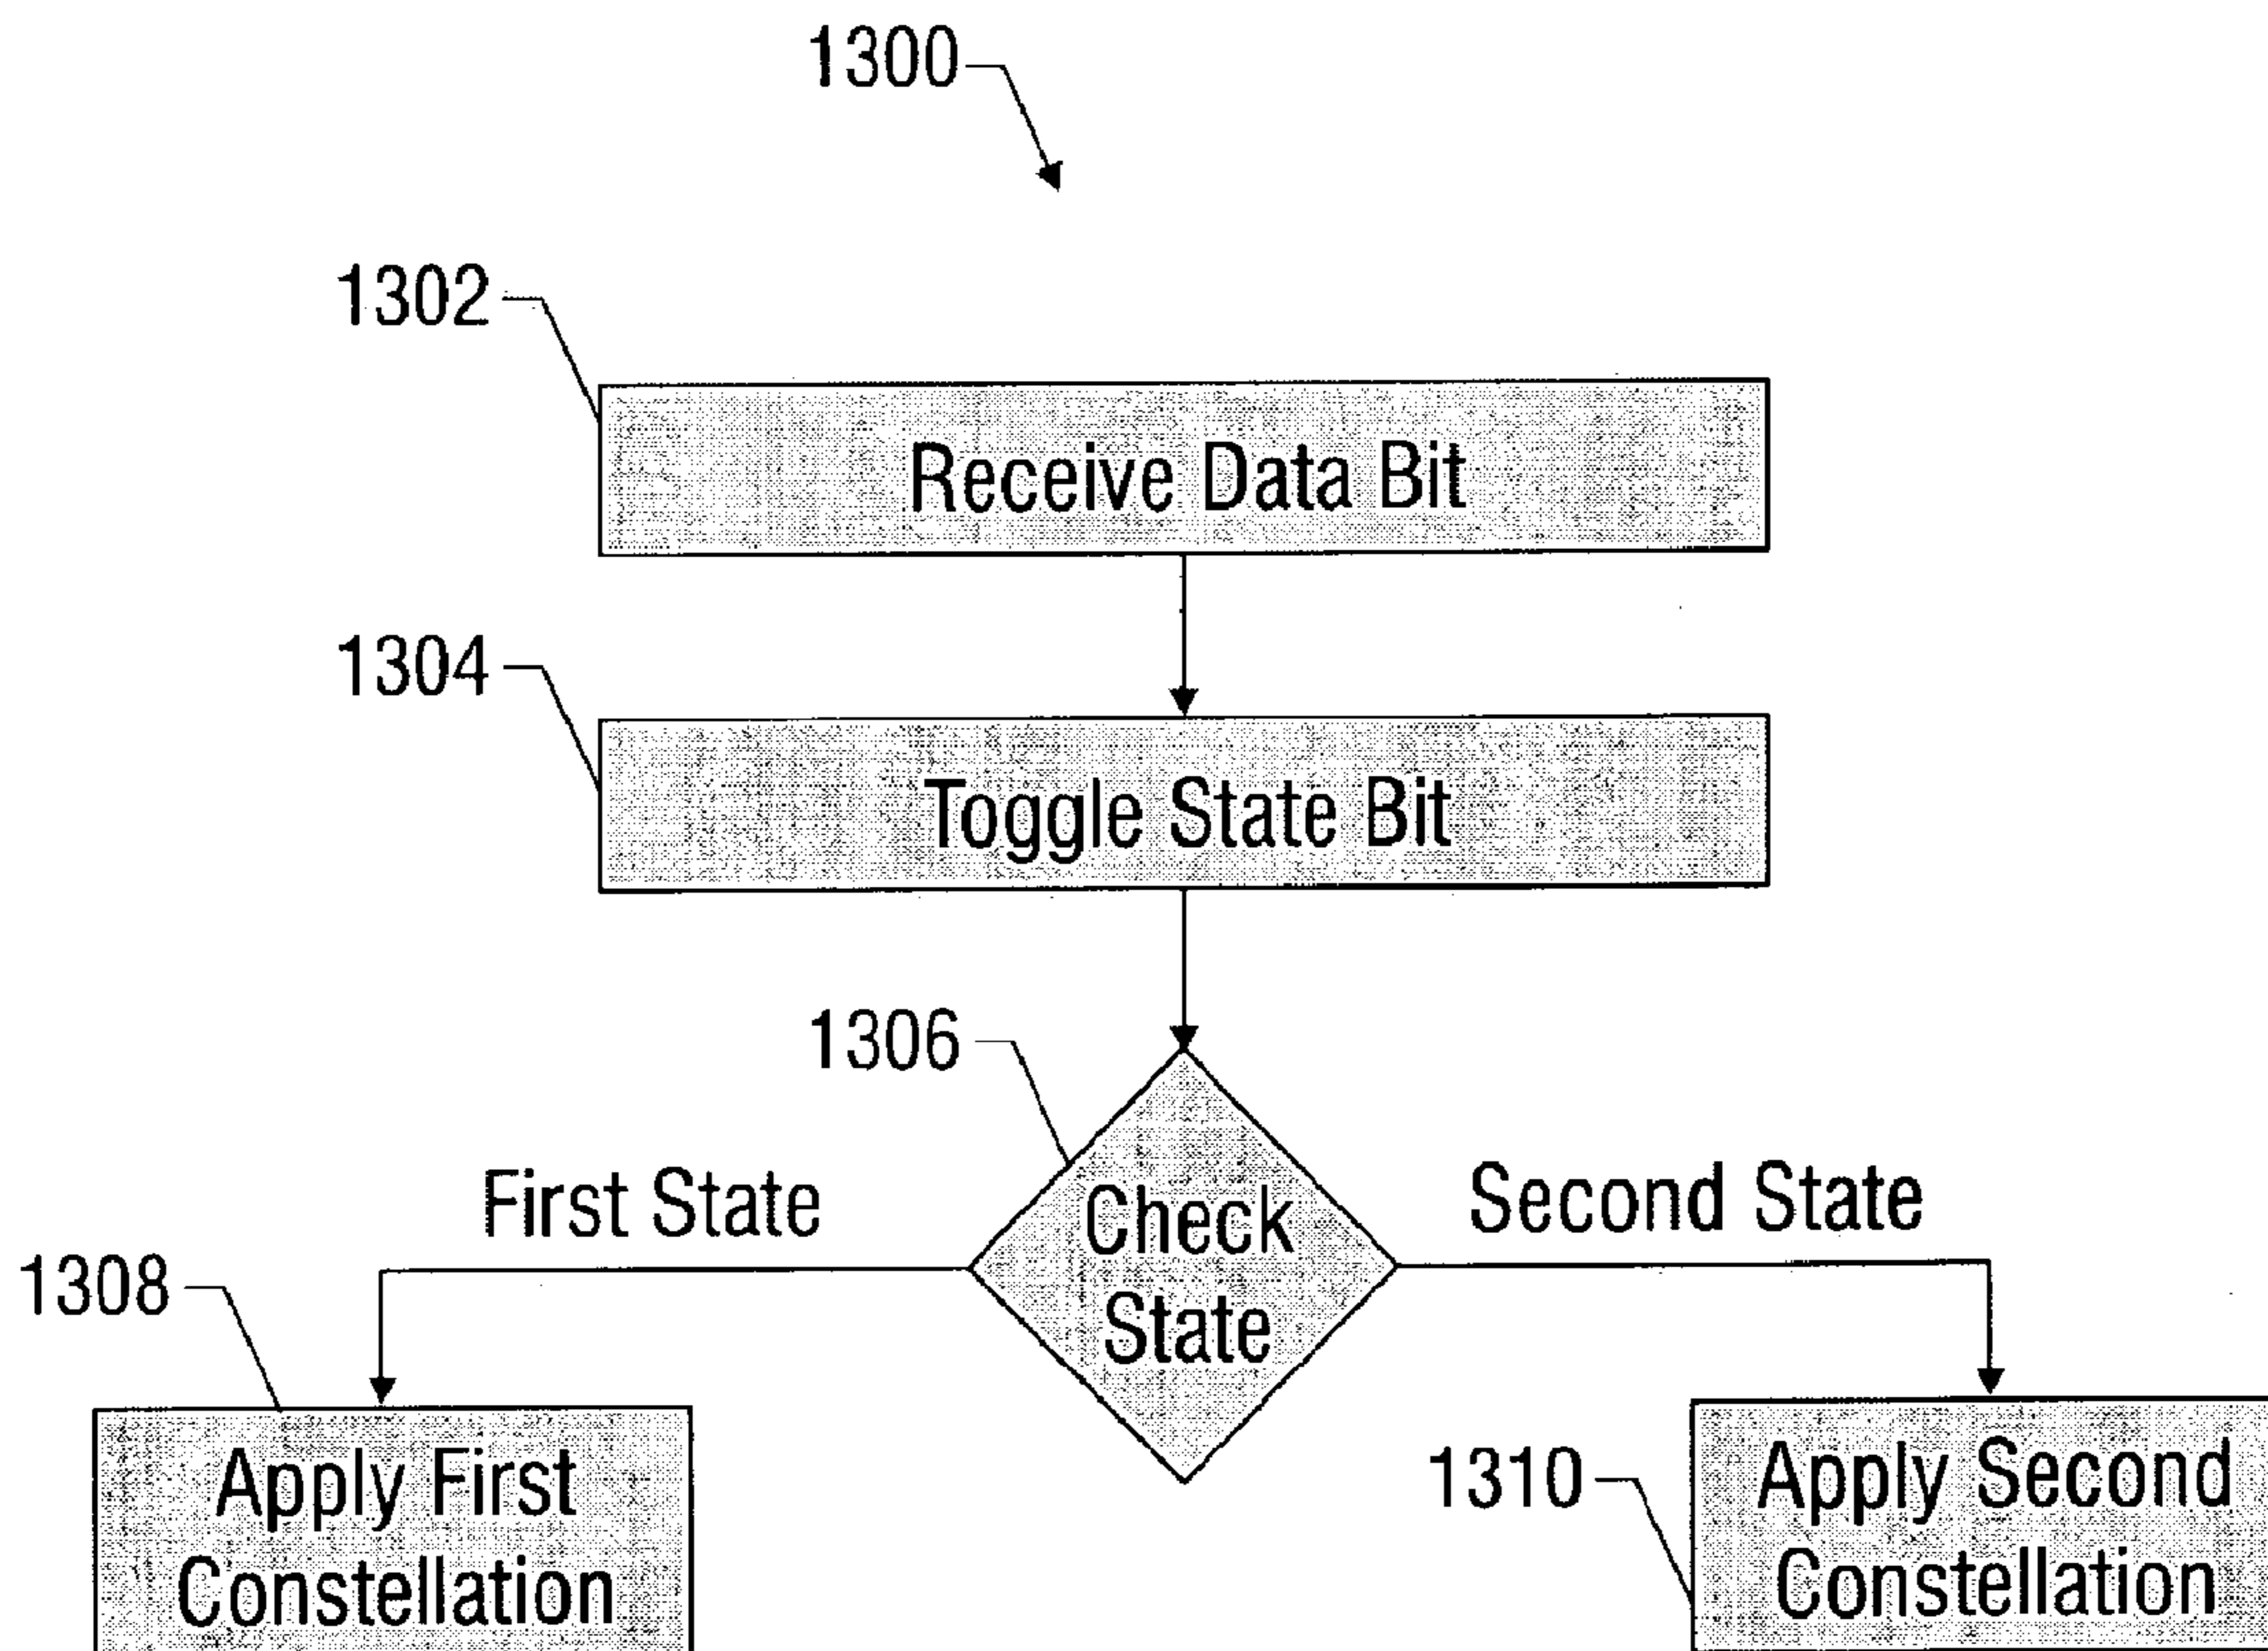 1300
1302
Receive Data Bit
1304
Toggle State Bit
1306
Check
State
First State
Second State
1308
Apply First
Constellation
1310
Apply Second
Constellation